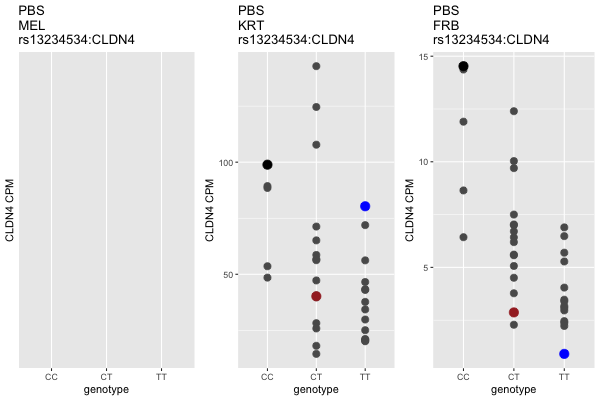 PBS
MEL
rs13234534:CLDN4
CLDN4 CPM
CC CT TT
genotype
PBS
KRT
rs13234534:CLDN4
CLDN4 CPM
100
50
CC CT TT
genotype
PBS
FRB
rs13234534:CLDN4
CLDN4 CPM
15
10
5
CC CT TT
genotype